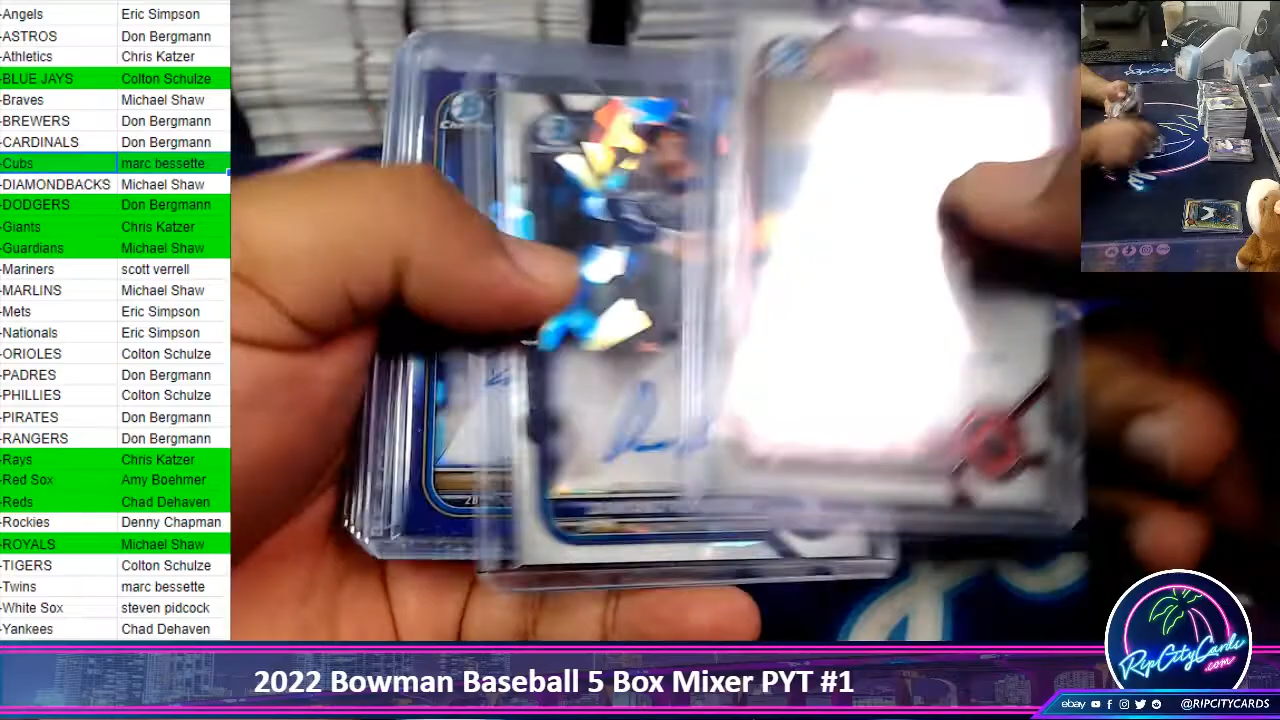 -Angels Eric Simpson
-ASTROS Don Bergmann
-Athletics Chris Katzer
-BLUE JAYS Colton Schulze
-Braves Michael Shaw
-BREWERS Don Bergmann
-CARDINALS Don Bergmann
-Cubs marc bessette
-DIAMONDBACKS Michael Shaw
-DODGERS Don Bergmann
-Giants Chris Katzer
-Guardians Michael Shaw
-Mariners scott verrell
-MARLINS Michael Shaw
-Mets Eric Simpson
-Nationals Eric Simpson
-ORIOLES Colton Schulze
-PADRES Don Bergmann
-PHILLIES Colton Schulze
-PIRATES Don Bergmann
-RANGERS Don Bergmann
-Rays Chris Katzer
-Red Sox Amy Boehmer
-Reds Chad Dehaven
-Rockies Denny Chapman
-ROYALS Michael Shaw
-TIGERS Colton Schulze
-Twins marc bessette
-White Sox steven pidcock
-Yankees Chad Dehaven
RipCityCards
.com
2022 Bowman Baseball 5 Box Mixer PYT #1
ebay @RIPCITYCARDS